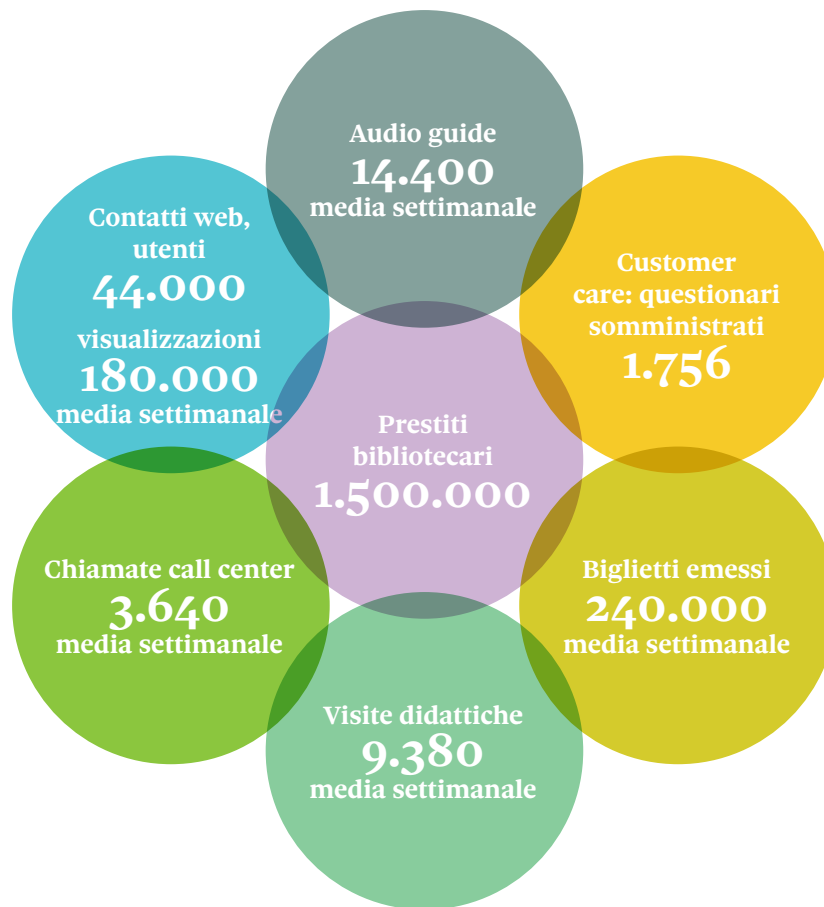 Audio guide
14.400
media settimanale
Contatti web,
utenti
44.000
visualizzazioni
180.000
media settimanale
Customer
care: questionari
somministrati
1.756
Prestiti
bibliotecari
1.500.000
Chiamate call center
3.640
media settimanale
Biglietti emessi
240.000
media settimanale
Visite didattiche
9.380
media settimanale